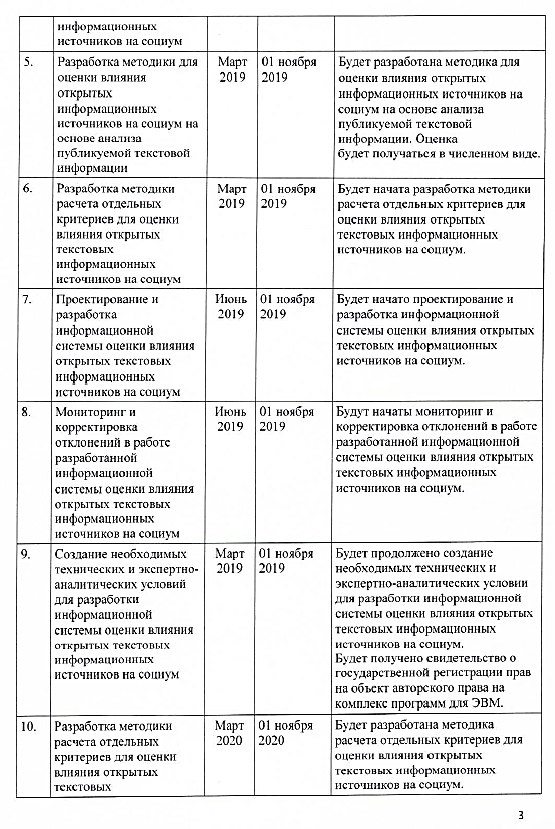 информационных
источников на социум
5.
Разработка методики для
оценки влияния
открытых
информационных
источников на социум на
основе анализа
публикуемой текстовой
информации
Март
2019
01 ноября
2019
Будет разработана методика для
оценки влияния открытых
информационных источников на
социум на основе анализа
публикуемой текстовой
информации. Оценка
будет получаться в численном виде.
6.
Разработка методики
расчета отдельных
критериев для оценки
влияния открытых
текстовых
информационных
источников на социум
Март
2019
01 ноября
2019
Будет начата разработка методики
расчета отдельных критериев для
оценки влияния открытых
текстовых информационных
источников на социум.
7.
Проектирование и
разработка
информационной
системы оценки влияния
открытых текстовых
информационных
источников на социум
Июнь
2019
01 ноября
2019
Будет начато проектирование и
разработка информационной
системы оценки влияния открытых
текстовых информационных
источников на социум.
8.
Мониторинг и
корректировка
отклонений в работе
разработанной
информационной
системы оценки влияния
открытых текстовых
информационных
источников на социум
Июнь
2019
01 ноября
2019
Будут начаты мониторинг и
корректировка отклонений в работе
разработанной информационной
системы оценки влияния открытых
текстовых информационных
источников на социум.
9.
Создание необходимых
технических и экспертно-
аналитических условий
для разработки
информационной
системы оценки влияния
открытых текстовых
информационных
источников на социум
Март
2019
01 ноября
2019
Будет продолжено создание
необходимых технических и
экспертно-аналитических условии
для разработки информационной
системы оценки влияния открытых
текстовых информационных
источников на социум.
Будет получено свидетельство о
государственной регистрации прав
на объект авторского права на
комплекс программ для ЭВМ.
10.
Разработка методики
расчета отдельных
критериев для оценки
влияния открытых
текстовых
Март
2020
01 ноября
2020
Будет разработана методика
расчета отдельных критериев для
оценки влияния открытых
текстовых информационных
источников на социум.
3